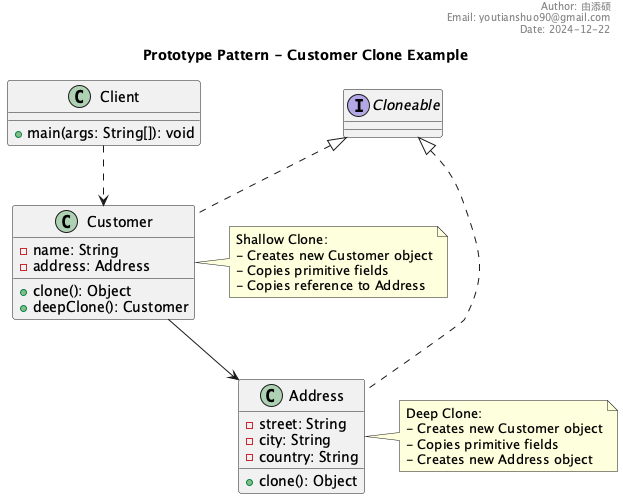 Author: 由添硕
Email: youtianshuo90@gmail.com
Date: 2024-12-22
Prototype Pattern - Customer Clone Example
C Client
main(args: String[]): void
I Cloneable
C Customer
name: String
address: Address
clone(): Object
deepClone(): Customer
Shallow Clone:
- Creates new Customer object
- Copies primitive fields
- Copies reference to Address
C Address
street: String
city: String
country: String
clone(): Object
Deep Clone:
- Creates new Customer object
- Copies primitive fields
- Creates new Address object